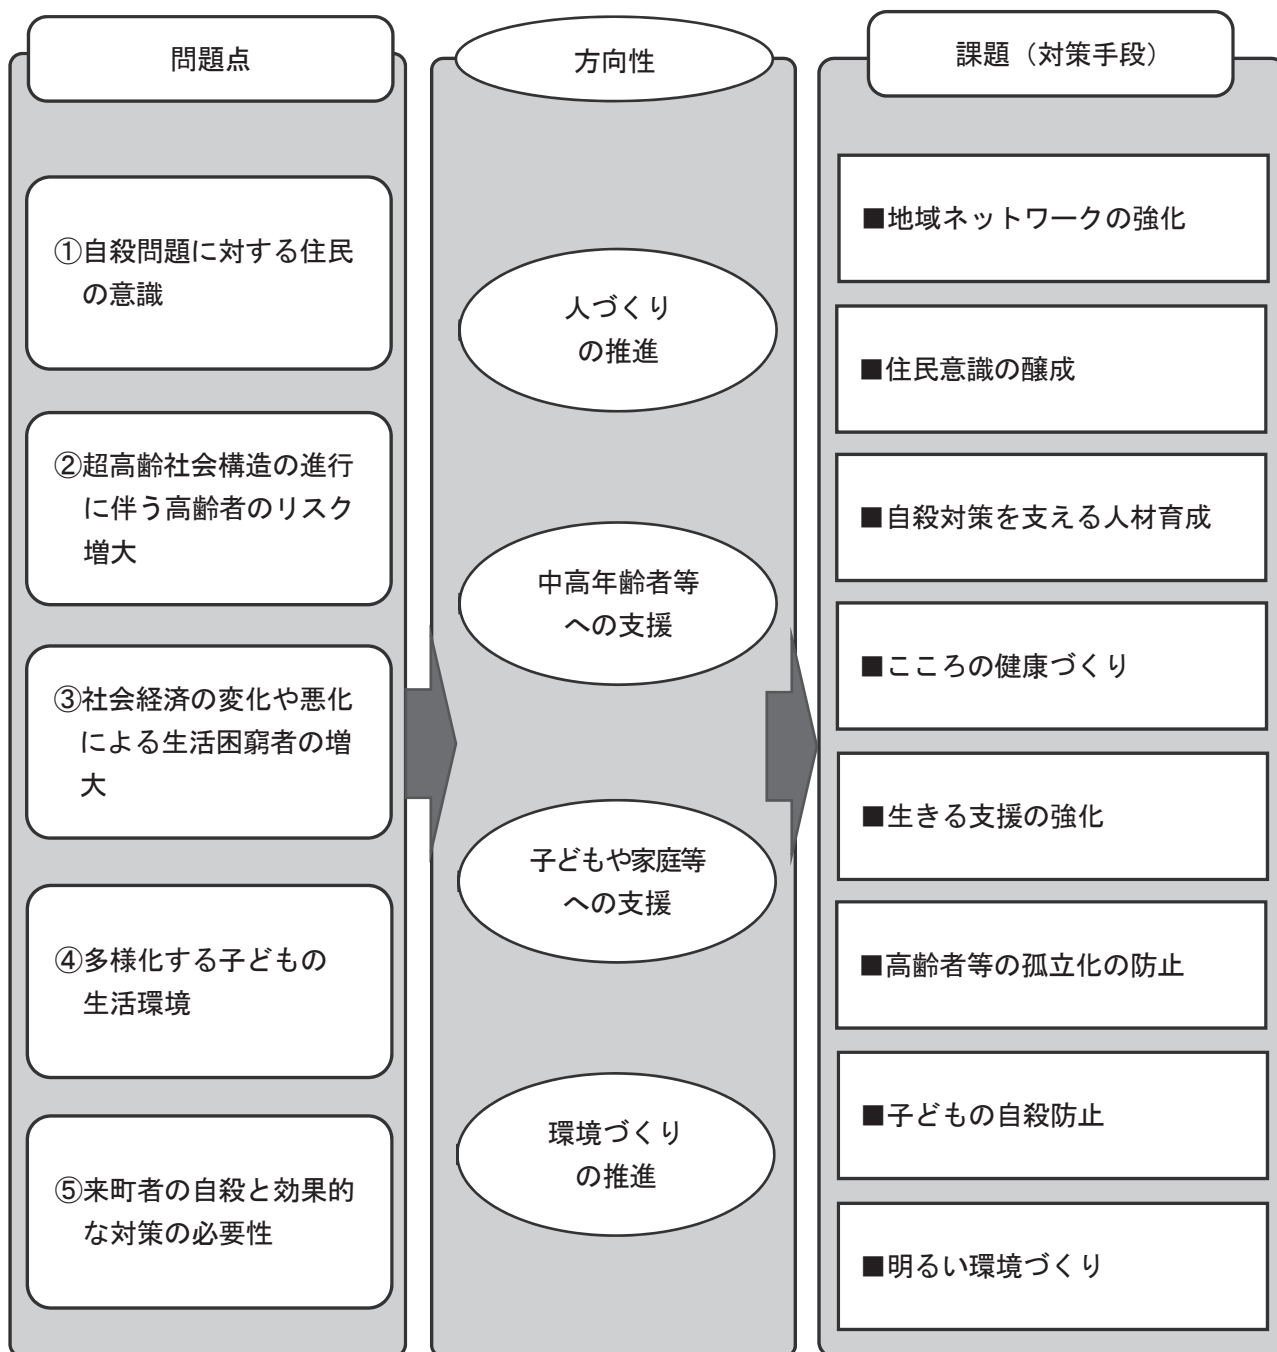 問題点
①自殺問題に対する住民
の意識
②超高齢社会構造の進行
に伴う高齢者のリスク
増大
③社会経済の変化や悪化
による生活困窮者の増
大
④多様化する子どもの
生活環境
⑤来町者の自殺と効果的
な対策の必要性
方向性
人づくり
の推進
中高年齢者等
への支援
子どもや家庭等
への支援
環境づくり
の推進
課題（対策手段）
■地域ネットワークの強化
■住民意識の醸成
■自殺対策を支える人材育成
■こころの健康づくり
■生きる支援の強化
■高齢者等の孤立化の防止
■子どもの自殺防止
■明るい環境づくり